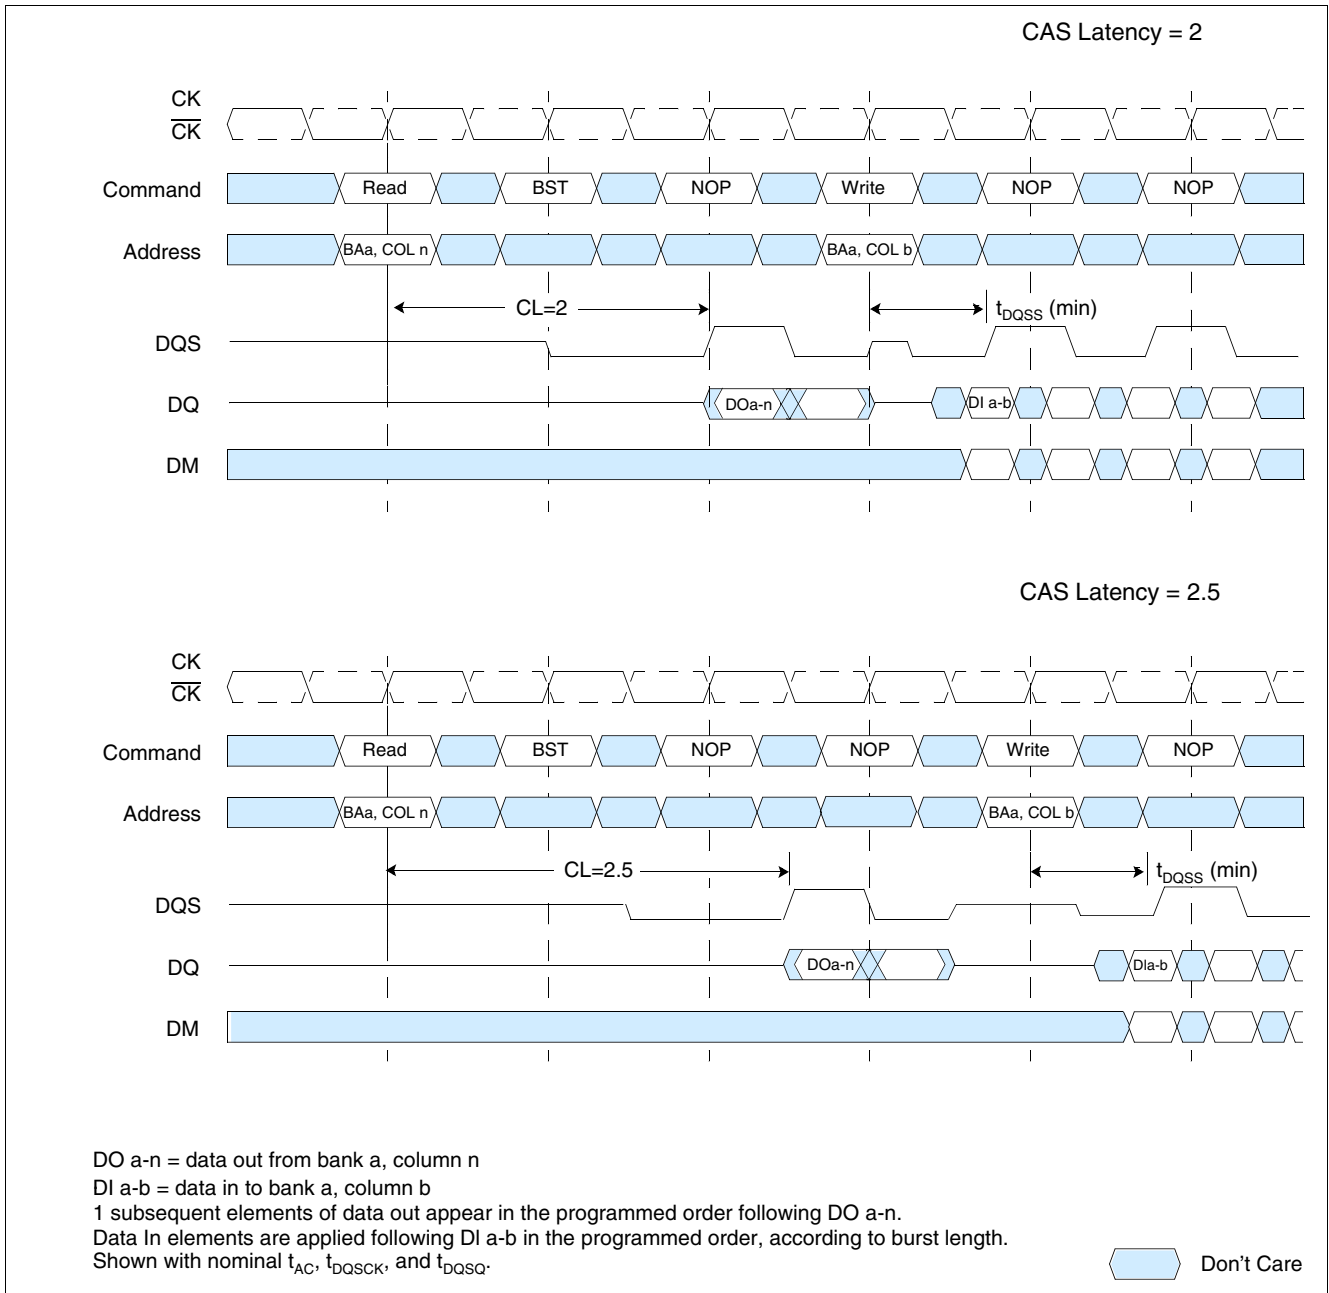 CAS Latency = 2
CK
CK
Command
Read
BST
NOP
Write
NOP
NOP
Address
BAa, COL n
BAa, COL b
CL=2
tDQSS (min)
DQS
DQ
DOa-n
DI a-b
DM
CAS Latency = 2.5
CK
CK
Command
Read
BST
NOP
NOP
Write
NOP
Address
BAa, COL n
BAa, COL b
CL=2.5
tDQSS (min)
DQS
DQ
DOa-n
DIa-b
DM
DO a-n = data out from bank a, column n
DI a-b = data in to bank a, column b
1 subsequent elements of data out appear in the programmed order following DO a-n.
Data In elements are applied following DI a-b in the programmed order, according to burst length.
Shown with nominal tAC, tDQSCK, and tDQSQ.
Don't Care